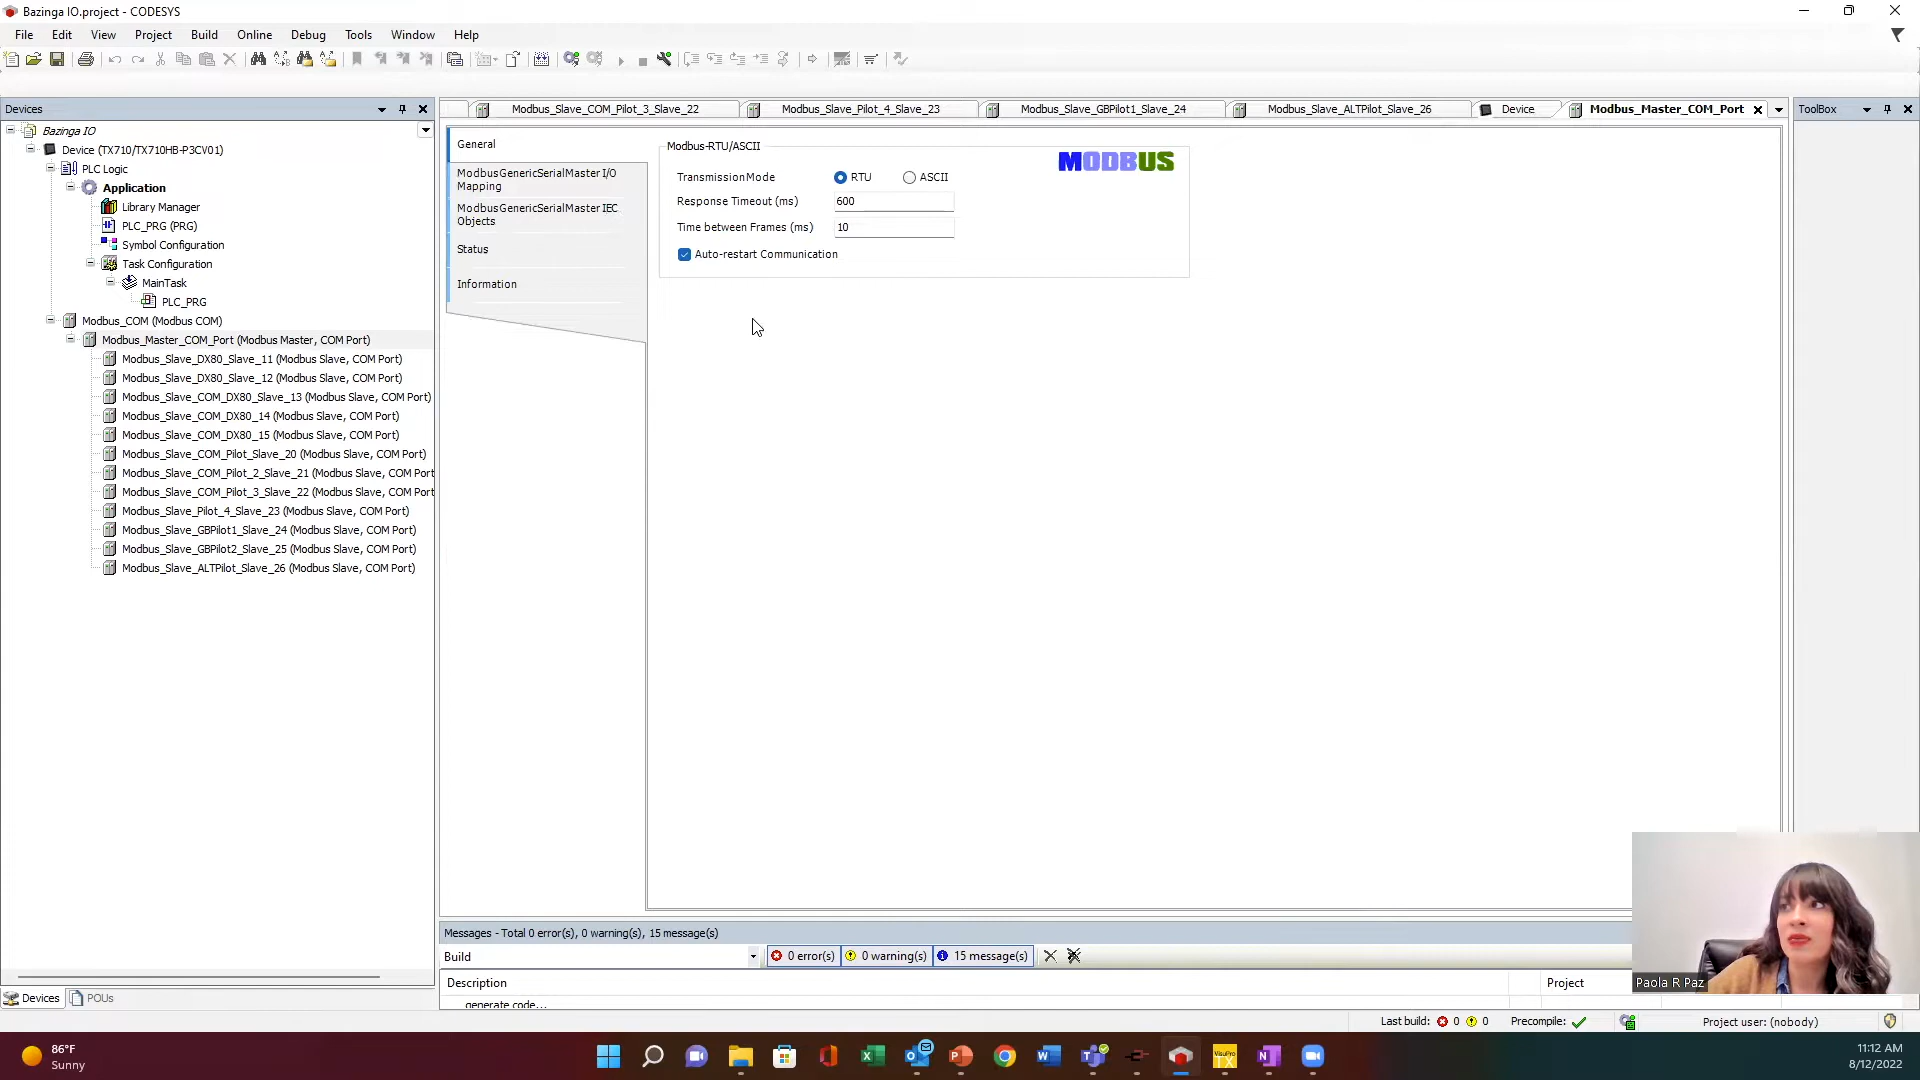 Bazinga IO.project - CODESYS
File Edit View Project Build Online Debug Tools Window Help
Devices
Bazinga IO
Device (TX710/TX710HB-P3CV01)
PLC Logic
Application
Library Manager
PLC_PRG (PRG)
Symbol Configuration
Task Configuration
MainTask
PLC_PRG
Modbus_COM (Modbus COM)
Modbus_Master_COM_Port (Modbus Master, COM Port)
Modbus_Slave_DX80_Slave_11 (Modbus Slave, COM Port)
Modbus_Slave_DX80_Slave_12 (Modbus Slave, COM Port)
Modbus_Slave_COM_DX80_Slave_13 (Modbus Slave, COM Port)
Modbus_Slave_COM_DX80_14 (Modbus Slave, COM Port)
Modbus_Slave_COM_DX80_15 (Modbus Slave, COM Port)
Modbus_Slave_COM_Pilot_Slave_20 (Modbus Slave, COM Port)
Modbus_Slave_COM_Pilot_2_Slave_21 (Modbus Slave, COM Port
Modbus_Slave_COM_Pilot_3_Slave_22 (Modbus Slave, COM Port
Modbus_Slave_Pilot_4_Slave_23 (Modbus Slave, COM Port)
Modbus_Slave_GBPilot1_Slave_24 (Modbus Slave, COM Port)
Modbus_Slave_GBPilot2_Slave_25 (Modbus Slave, COM Port)
Modbus_Slave_ALTPilot_Slave_26 (Modbus Slave, COM Port)
Devices POUs
Modbus_Slave_COM_Pilot_3_Slave_22 Modbus_Slave_Pilot_4_Slave_23 Modbus_Slave_GBPilot1_Slave_24 Modbus_Slave_ALTPilot_Slave_26 Device Modbus_Master_COM_Port
General
ModbusGenericSerialMaster I/O
Mapping
ModbusGenericSerialMaster IEC
Objects
Status
Information
Modbus-RTU/ASCII
MODBUS
Transmission Mode RTU ASCII
Response Timeout (ms) 600
Time between Frames (ms) 10
Auto-restart Communication
ToolBox
Messages - Total 0 error(s), 0 warning(s), 15 message(s)
Build 0 error(s) 0 warning(s) 15 message(s)
Description Project
generate code...
Paola R Paz
Last build: 0 0 Precompile: Project user: (nobody)
86°F
Sunny
VisuPro
TX
11:12 AM
8/12/2022